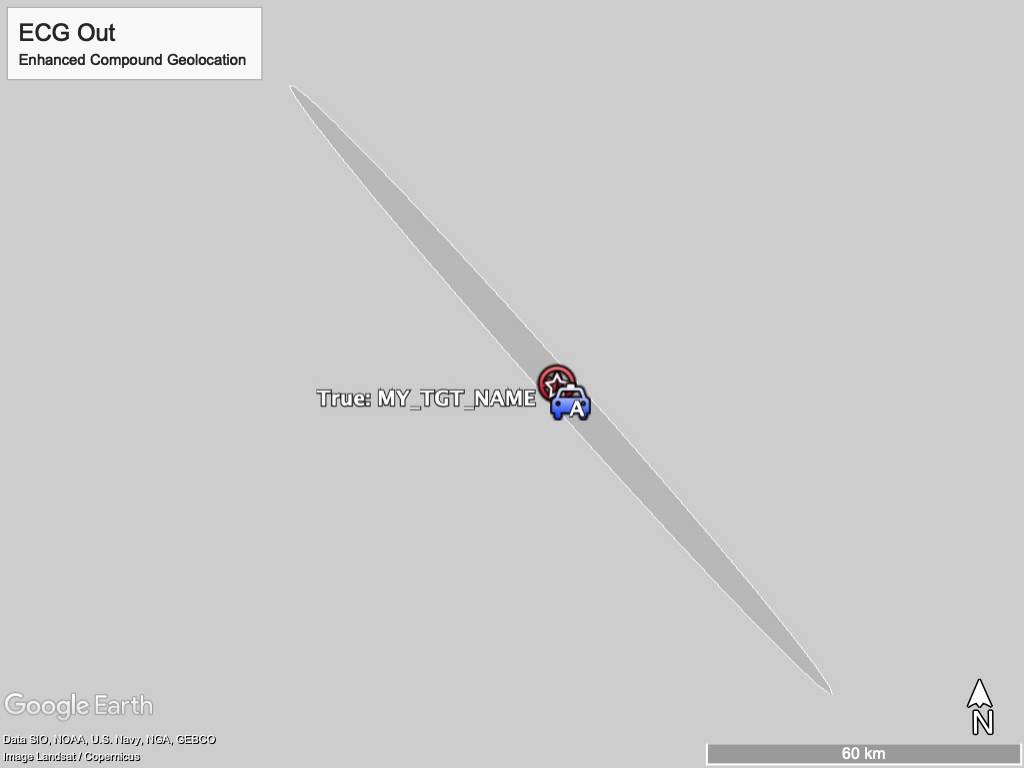 ECG Out
Enhanced Compound Geolocation
True: MY_TGT_NAME
A
Google Earth
N
Data SIO, NOAA, U.S. Navy, NGA, GEBCO
Image Landsat / Copernicus
60 km